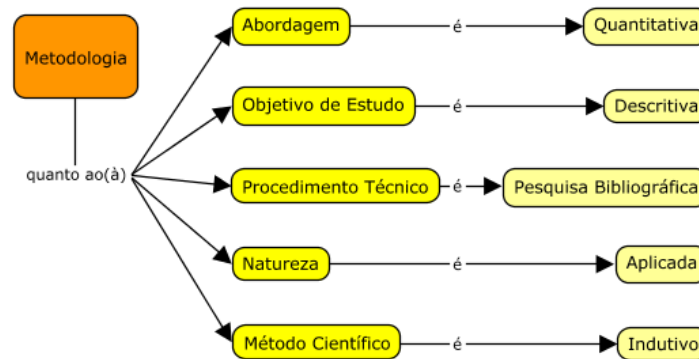 Metodologia
quanto ao(à)
Abordagem é Quantitativa
Objetivo de Estudo é Descritiva
Procedimento Técnico é Pesquisa Bibliográfica
Natureza é Aplicada
Método Científico é Indutivo